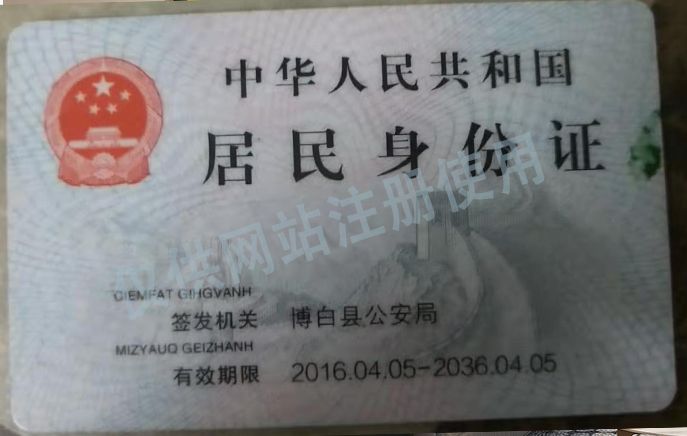 中华人民共和国
居民身份证
仅供网站注册使用
GIEMFAT GIHGVANH
签发机关 博白县公安局
MIZYAUQ GEIZHANH
有效期限 2016.04.05-2036.04.05